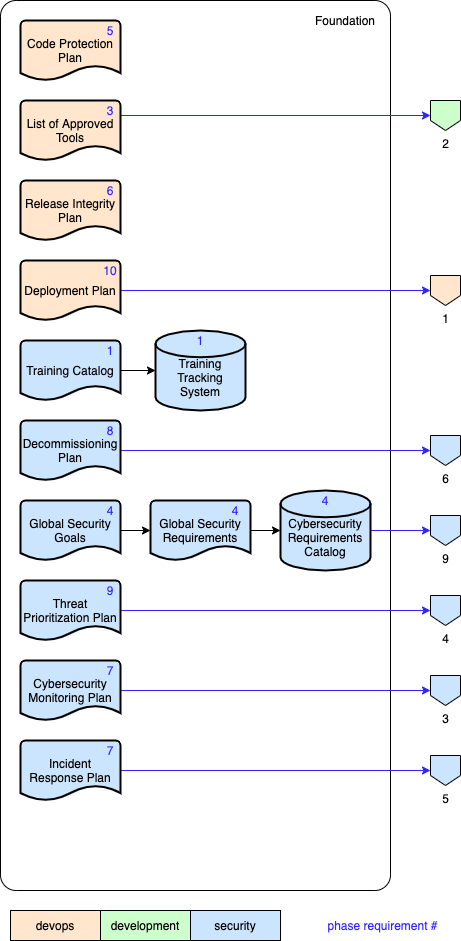 Foundation
5
Code Protection
Plan
3
List of Approved
Tools
2
6
Release Integrity
Plan
10
Deployment Plan
1
1
Training Catalog
1
Training
Tracking
System
8
Decommissioning
Plan
6
4
Global Security
Goals
4
Global Security
Requirements
4
Cybersecurity
Requirements
Catalog
9
9
Threat
Prioritization Plan
4
7
Cybersecurity
Monitoring Plan
3
7
Incident
Response Plan
5
devops
development
security
phase requirement #